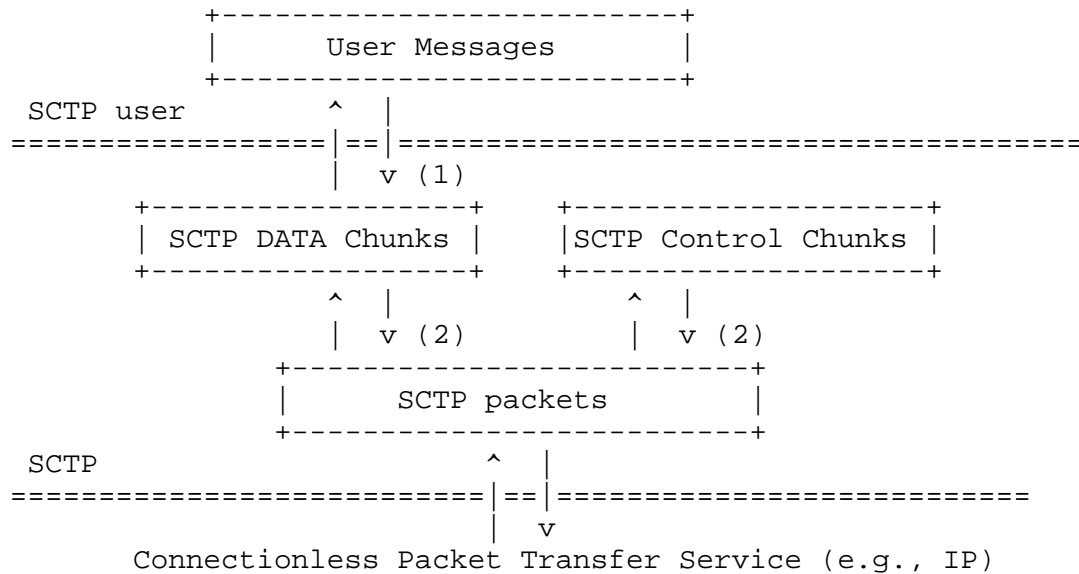 User Messages
SCTP user
(1)
SCTP DATA Chunks SCTP Control Chunks
(2) (2)
SCTP packets
SCTP
Connectionless Packet Transfer Service (e.g., IP)